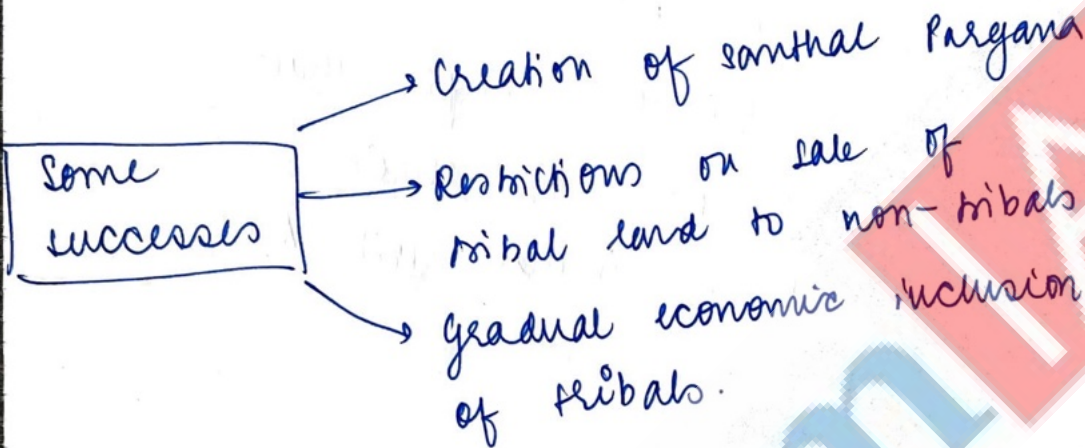 Creation of santhal Pargana
Some
successes
Restrictions on sale of
tribal land to non-tribals
Gradual economic inclusion
of tribals.